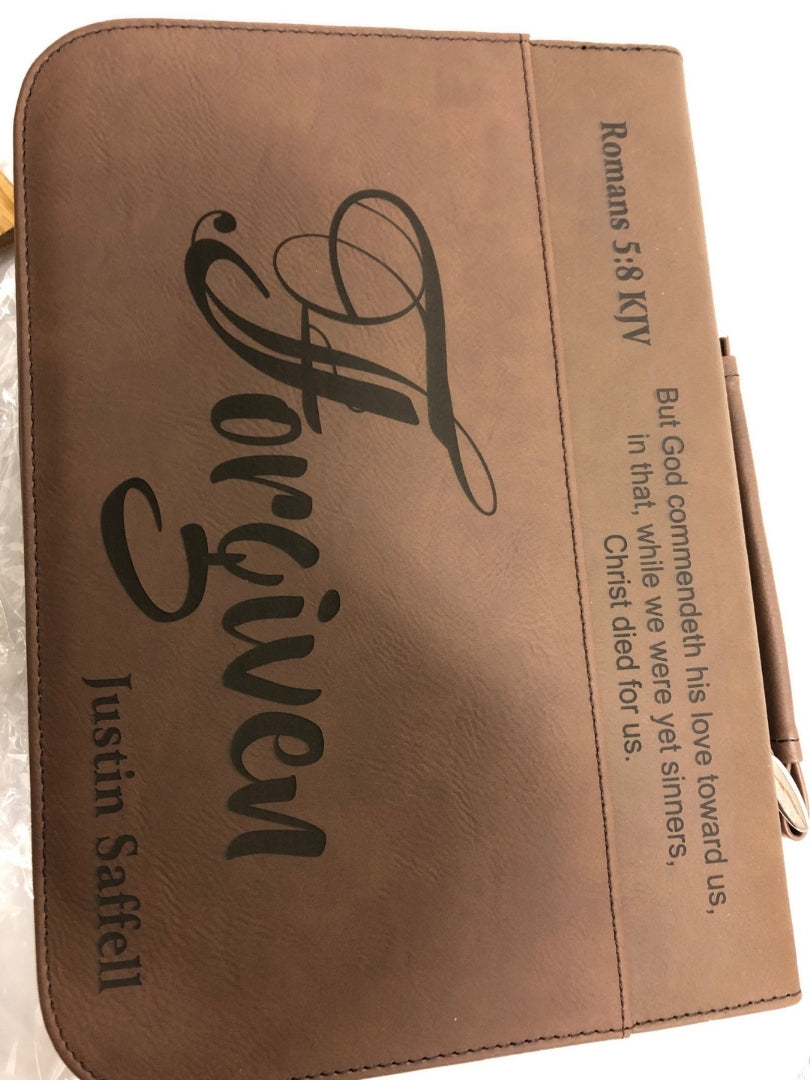 Romans 5:8 KJV
But God commendeth his love toward us,
in that, while we were yet sinners,
Christ died for us.
Forgiven
Justin Saffell